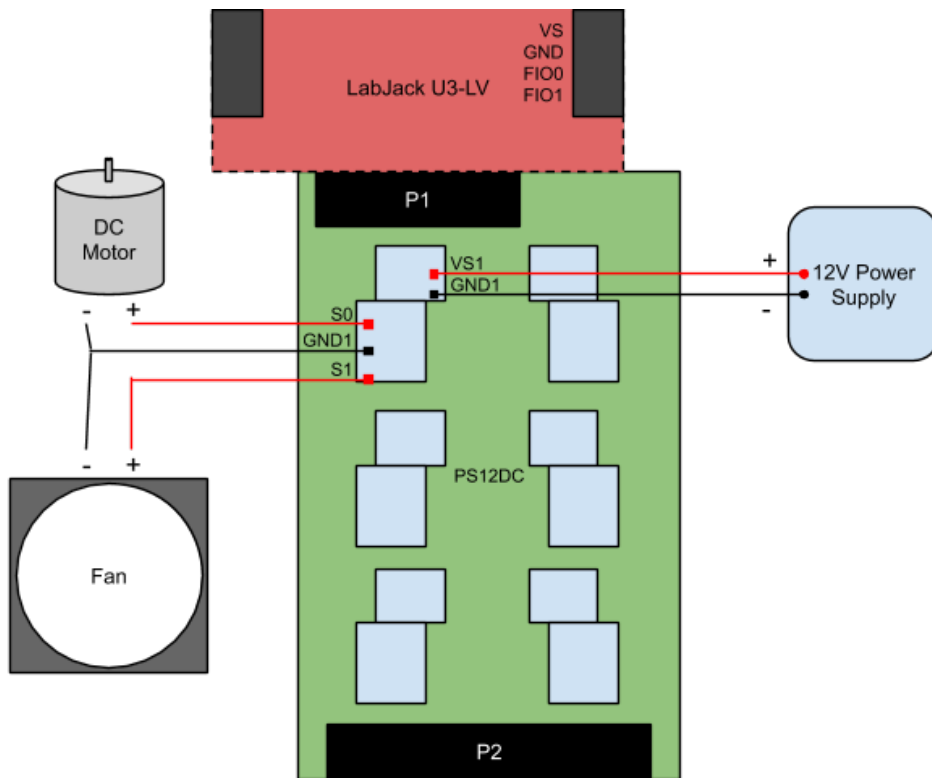 VS
GND
FIO0
FIO1
LabJack U3-LV
P1
DC
Motor
- +
VS1
GND1
+
-
12V Power
Supply
S0
GND1
S1
- +
PS12DC
Fan
P2